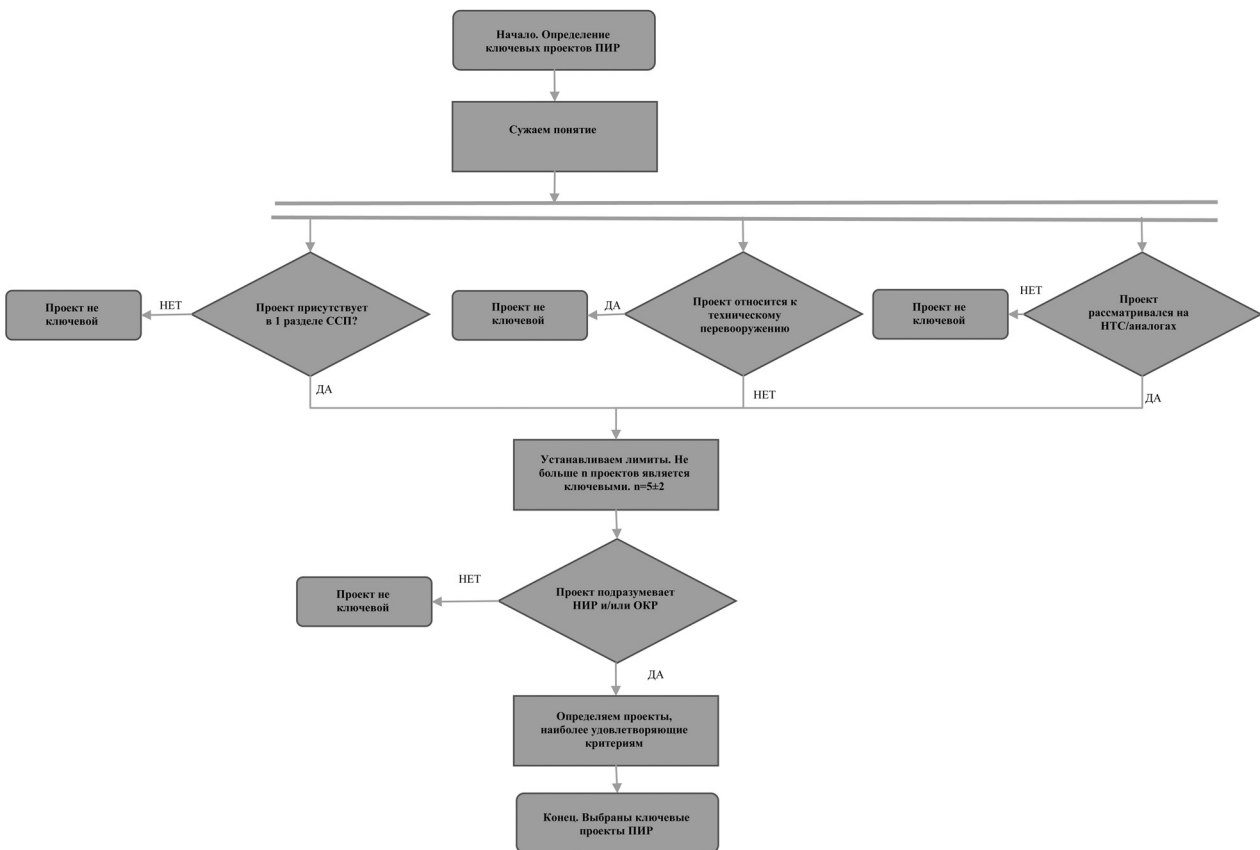 Начало. Определение
ключевых проектов ПИР
Сужаем понятие
Проект не
ключевой
НЕТ
Проект присутствует
в 1 разделе ССП?
ДА
Проект не
ключевой
ДА
Проект относится к
техническому
перевооружению
НЕТ
Проект не
ключевой
НЕТ
Проект
рассматривался на
НТС/аналогах
ДА
Устанавливаем лимиты. Не
больше n проектов является
ключевыми. n=5±2
Проект не
ключевой
НЕТ
Проект подразумевает
НИР и/или ОКР
ДА
Определяем проекты,
наиболее удовлетворяющие
критериям
Конец. Выбраны ключевые
проекты ПИР